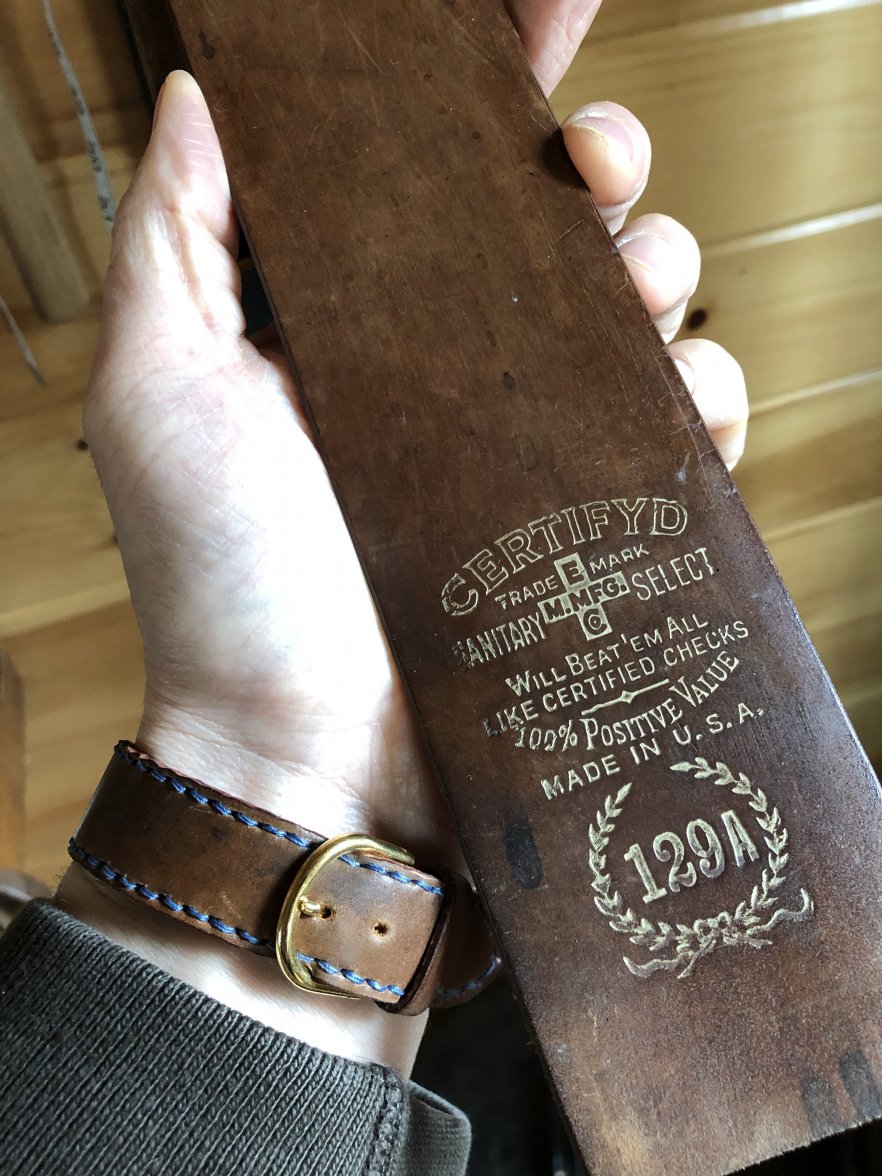 CERTIFYD
TRADE B MARK
SANITARY M. MFG. SELECT
C
WILL BEAT 'EM ALL
LIKE CERTIFIED CHECKS
100% POSITIVE VALUE
MADE IN U.S.A.
129A